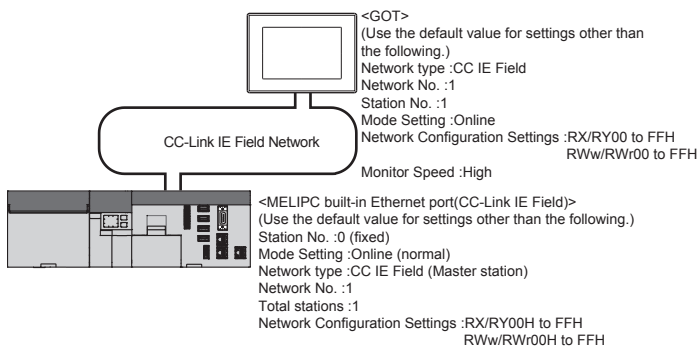 <GOT>
(Use the default value for settings other than
the following.)
Network type :CC IE Field
Network No. :1
Station No. :1
Mode Setting :Online
Network Configuration Settings :RX/RY00 to FFH
RWw/RWr00 to FFH
Monitor Speed :High
CC-Link IE Field Network
<MELIPC built-in Ethernet port(CC-Link IE Field)>
(Use the default value for settings other than the following.)
Station No. :0 (fixed)
Mode Setting :Online (normal)
Network type :CC IE Field (Master station)
Network No. :1
Total stations :1
Network Configuration Settings :RX/RY00H to FFH
RWw/RWr00H to FFH